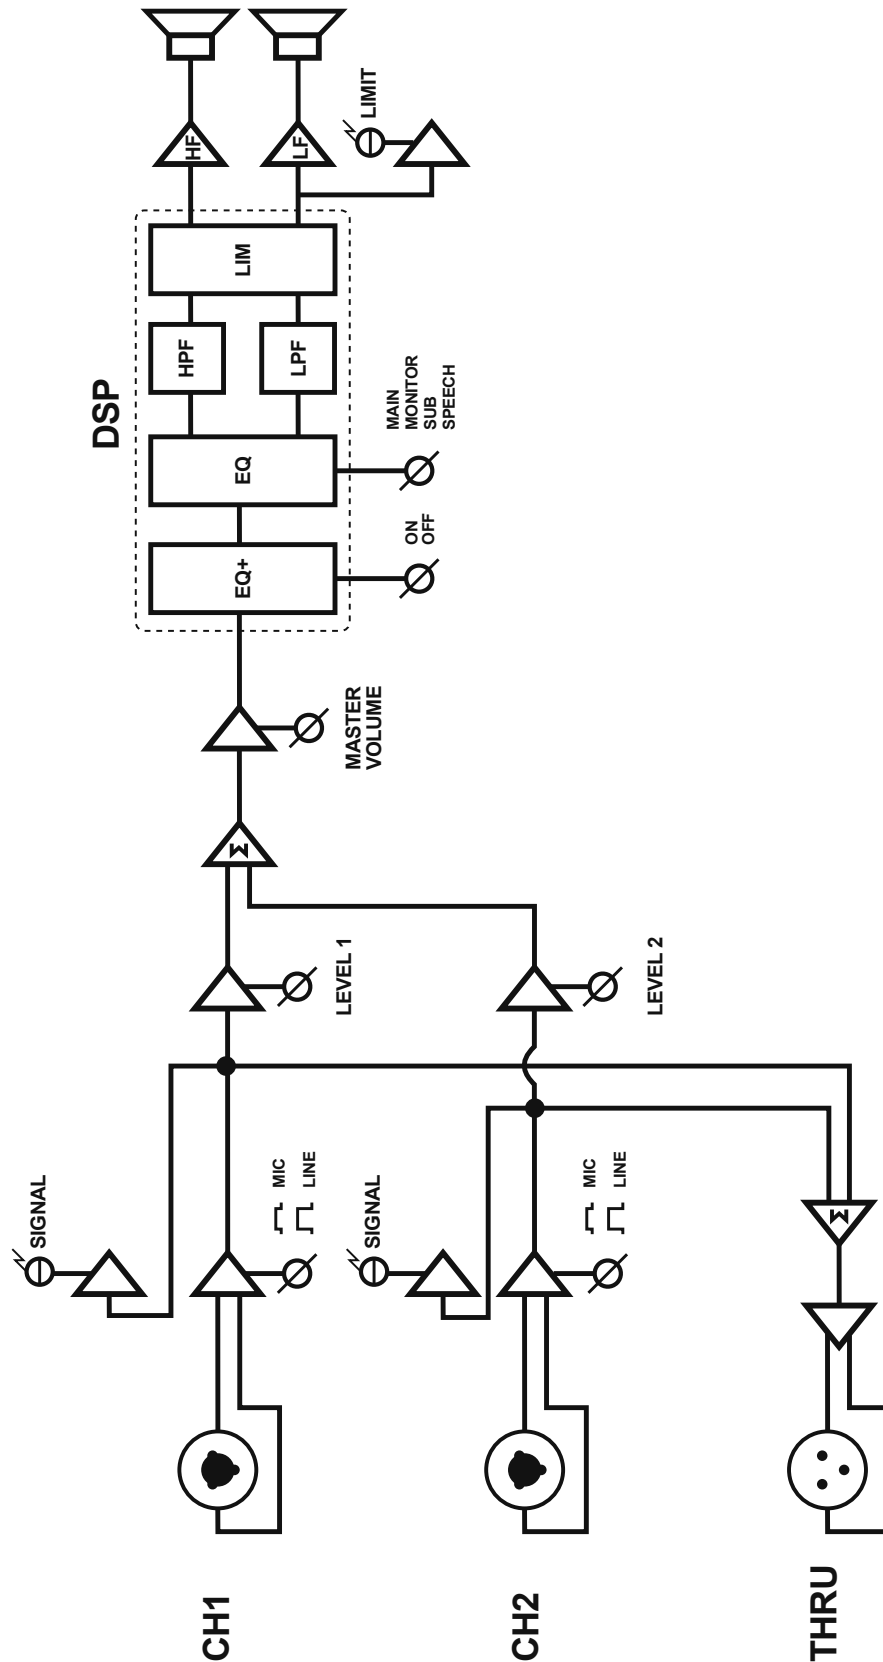 CH1
SIGNAL
MIC
LINE
LEVEL 1
CH2
SIGNAL
MIC
LINE
LEVEL 2
THRU
Σ
Σ
MASTER
VOLUME
DSP
EQ+
ON
OFF
EQ
MAIN
MONITOR
SUB
SPEECH
HPF
LPF
LIM
HF
LF
LIMIT